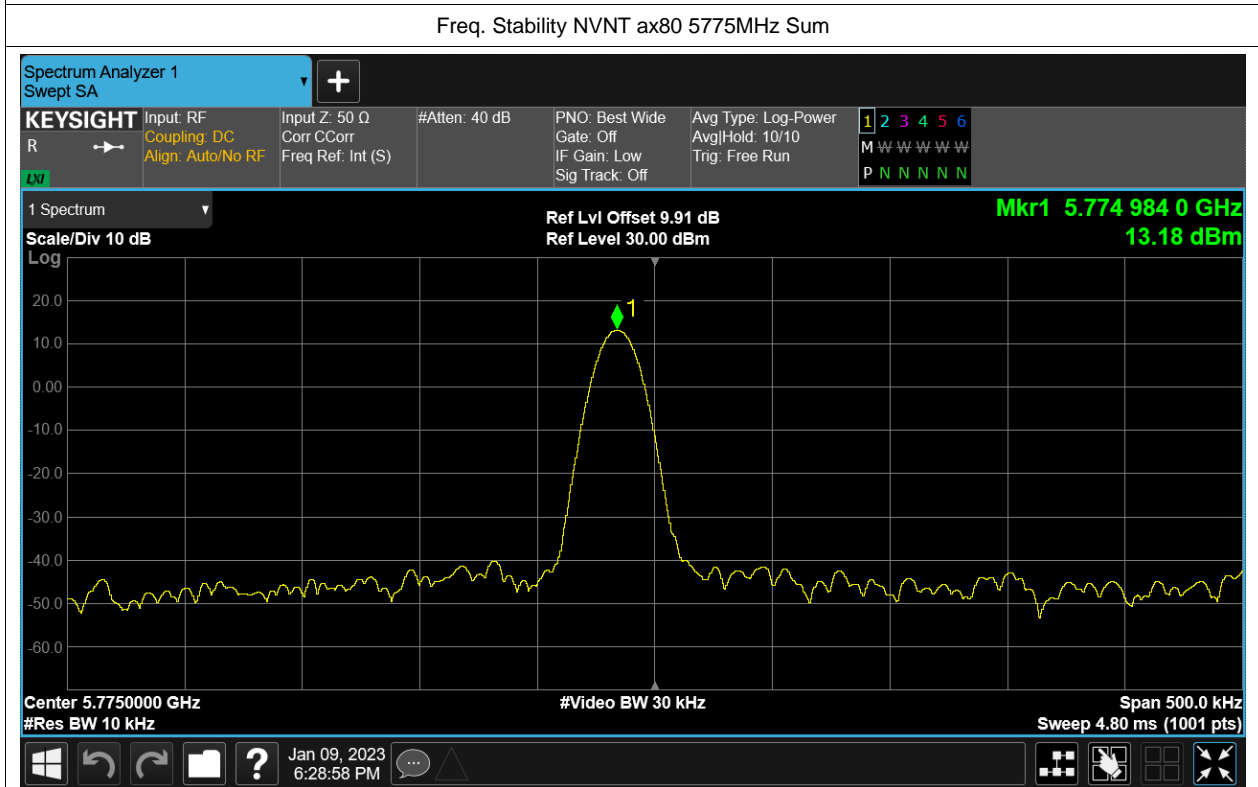 Freq. Stability NVNT ax80 5775MHz Sum
Spectrum Analyzer 1
Swept SA
KEYSIGHT
R
LXI
Input: RF
Coupling: DC
Align: Auto/No RF
Input Z: 50 Ω
Corr CCorr
Freq Ref: Int (S)
#Atten: 40 dB
PNO: Best Wide
Gate: Off
IF Gain: Low
Sig Track: Off
Avg Type: Log-Power
Avg|Hold: 10/10
Trig: Free Run
1 2 3 4 5 6
M W W W W W
P N N N N N
1 Spectrum
Scale/Div 10 dB
Log
Ref Lvl Offset 9.91 dB
Ref Level 30.00 dBm
Mkr1 5.774 984 0 GHz
13.18 dBm
1
20.0
10.0
0.00
-10.0
-20.0
-30.0
-40.0
-50.0
-60.0
Center 5.7750000 GHz
#Res BW 10 kHz
#Video BW 30 kHz
Span 500.0 kHz
Sweep 4.80 ms (1001 pts)
?
Jan 09, 2023
6:28:58 PM